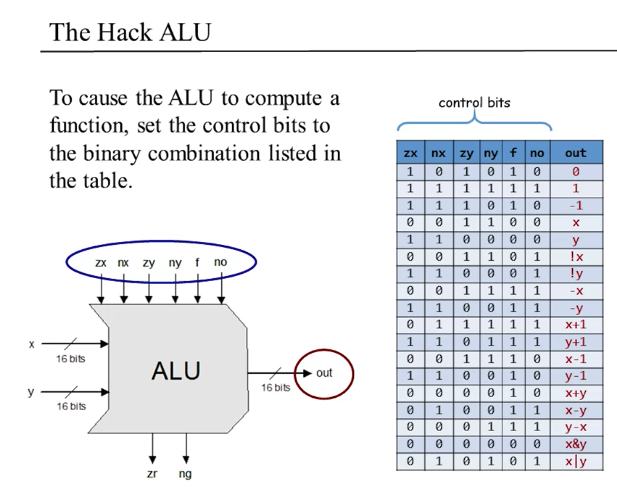 The Hack ALU
To cause the ALU to compute a
function, set the control bits to
the binary combination listed in
the table.
zx nx zy ny f no
x
16 bits
y
16 bits
ALU
16 bits
out
zr ng
control bits
zx nx zy ny f no out
1 0 1 0 1 0 0
1 1 1 1 1 1 1
1 1 1 0 1 0 -1
0 0 1 1 0 0 x
1 1 0 0 0 0 y
0 0 1 1 0 1 !x
1 1 0 0 0 1 !y
0 0 1 1 1 1 -x
1 1 0 0 1 1 -y
0 1 1 1 1 1 x+1
1 1 0 1 1 1 y+1
0 0 1 1 1 0 x-1
1 1 0 0 1 0 y-1
0 0 0 0 1 0 x+y
0 1 0 0 1 1 x-y
0 0 0 1 1 1 y-x
0 0 0 0 0 0 x&y
0 1 0 1 0 1 x|y